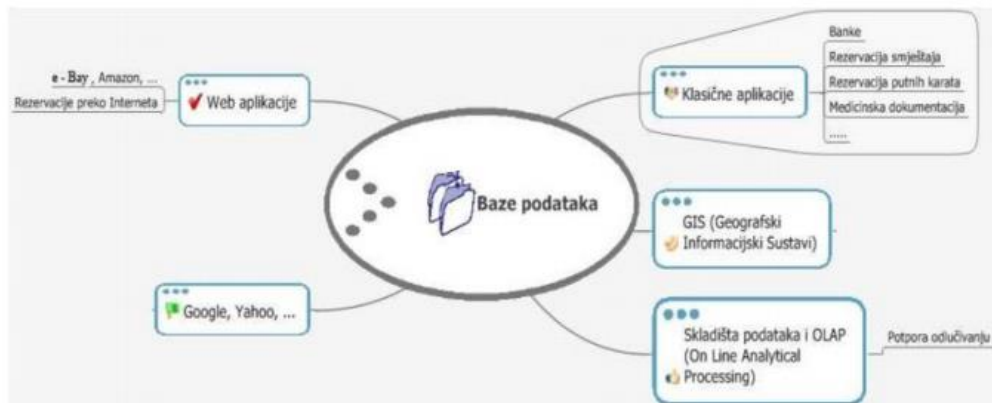 e - Bay , Amazon, ...
Rezervacije preko Interneta
Web aplikacije
Klasične aplikacije
Banke
Rezervacija smještaja
Rezervacija putnih karata
Medicinska dokumentacija
.....
Baze podataka
GIS (Geografski
Informacijski Sustavi)
Google, Yahoo, ...
Skladišta podataka i OLAP
(On Line Analytical
Processing)
Potpora odlučivanju